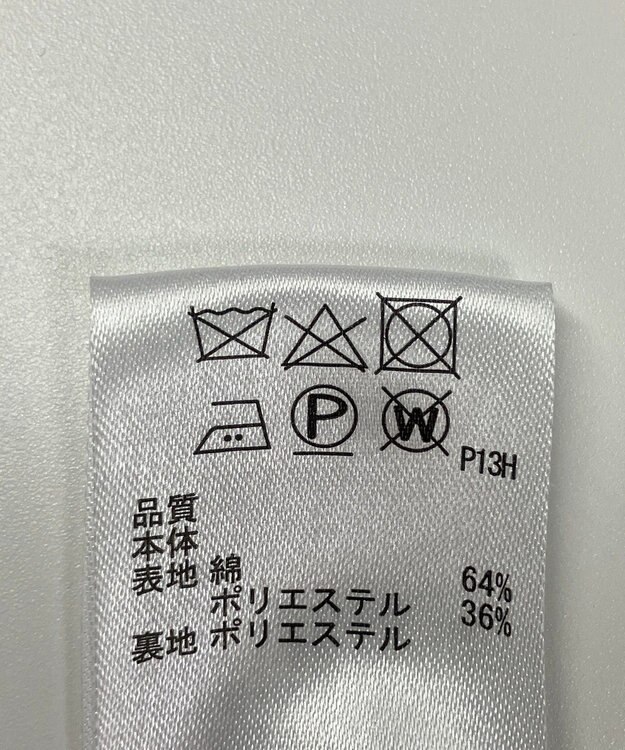 P W P13H
品質
本体
表地 綿 64%
ポリエステル 36%
裏地 ポリエステル